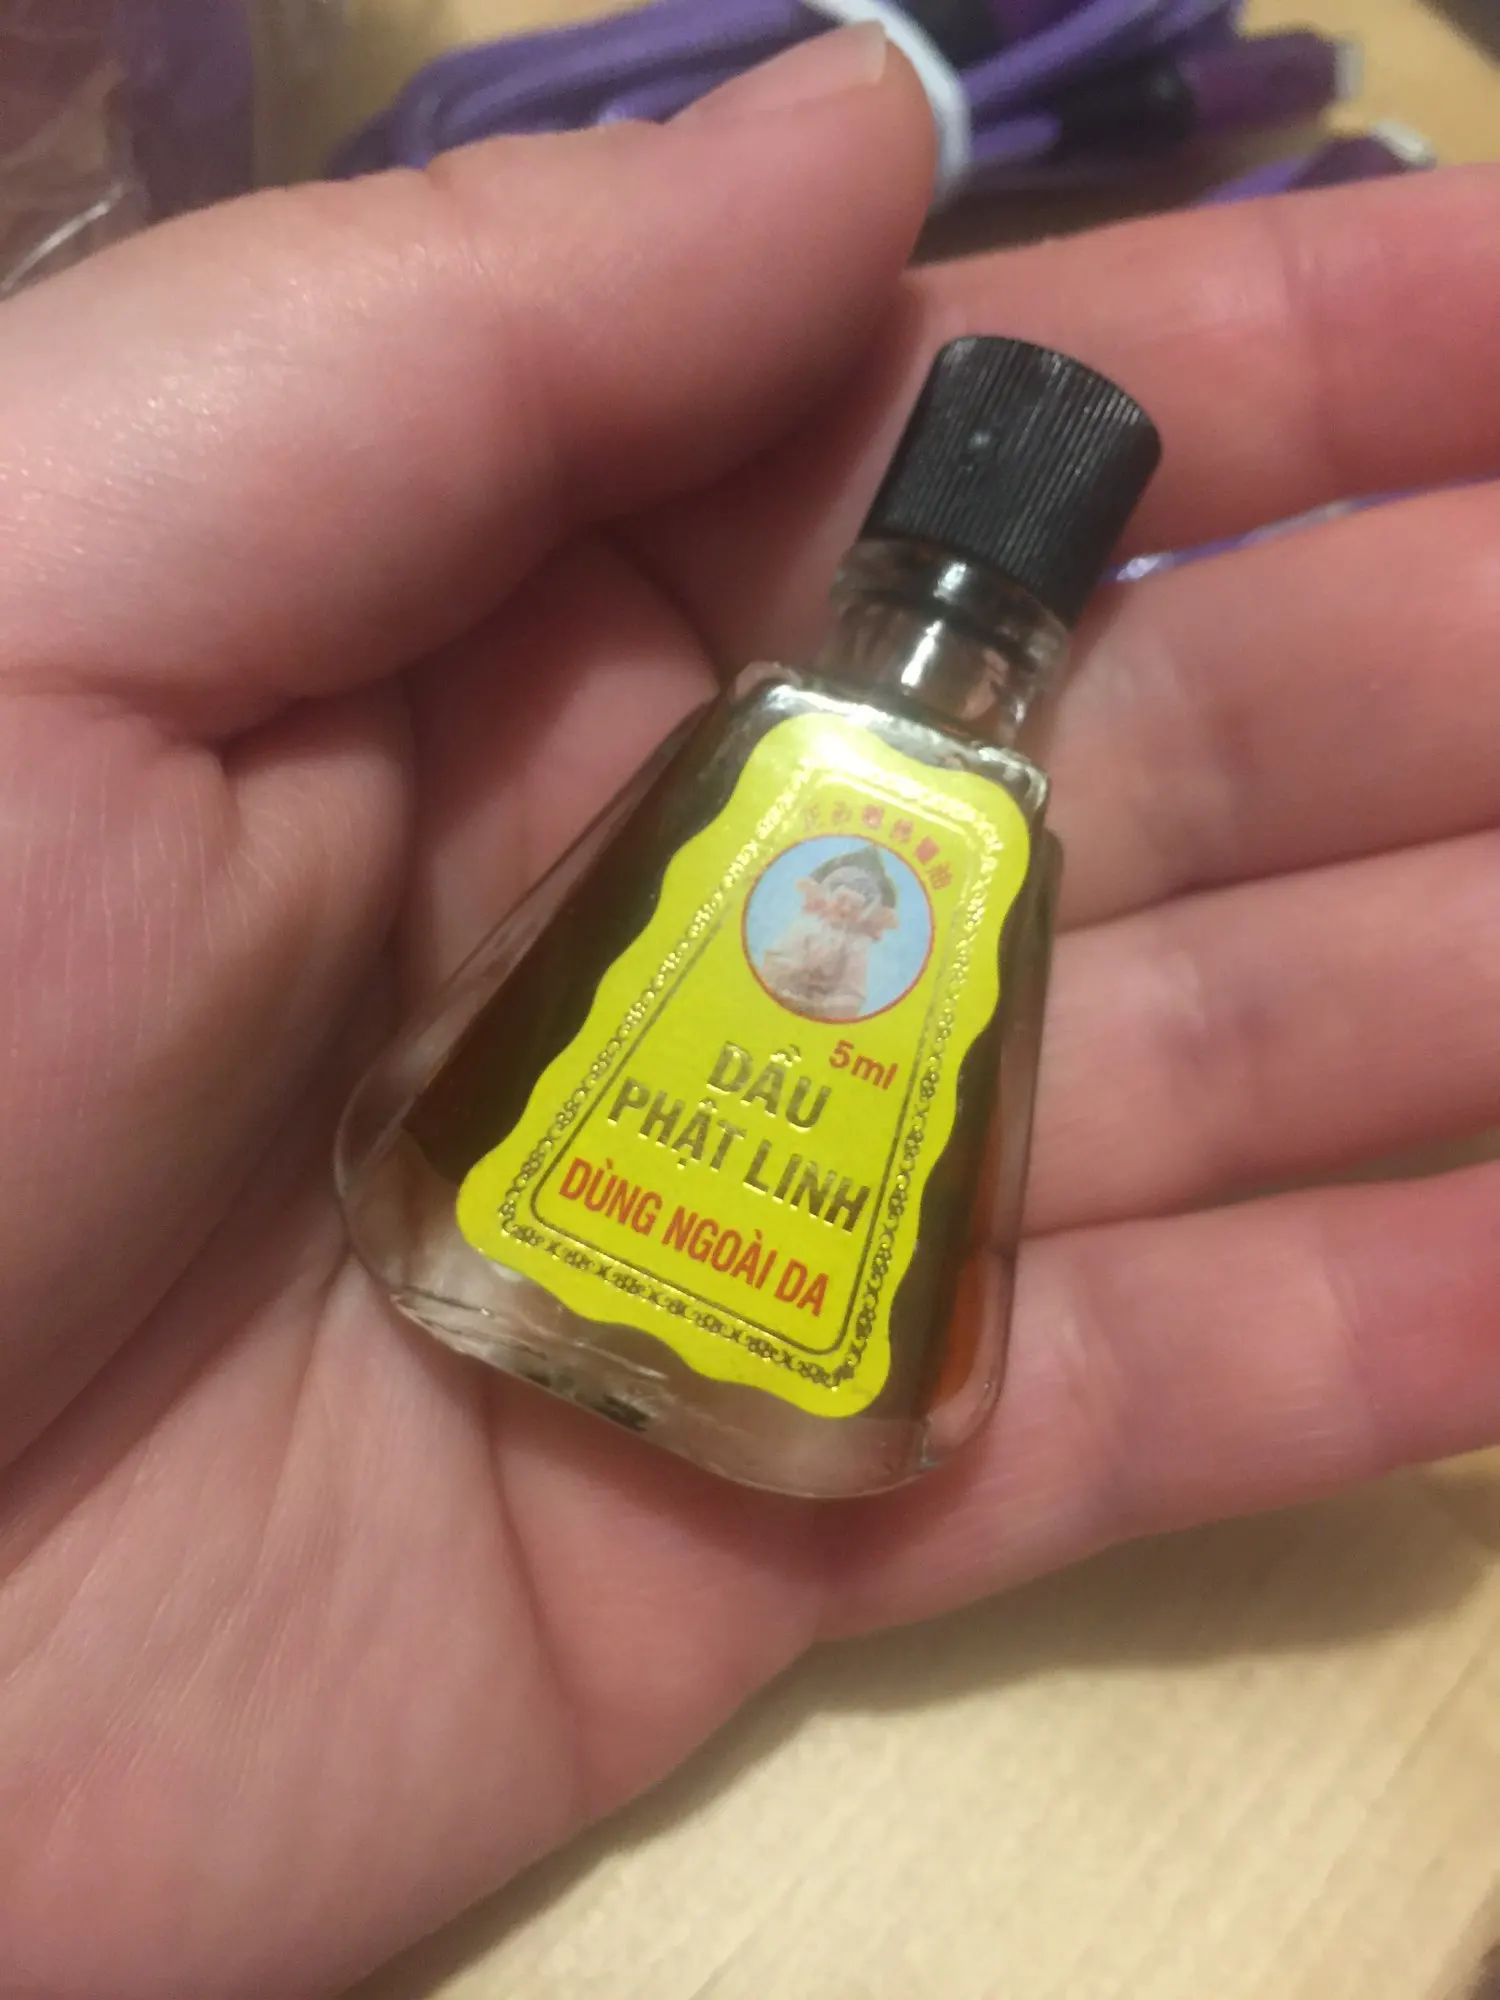 5ml
DẦU
PHẬT LINH
DÙNG NGOÀI DA